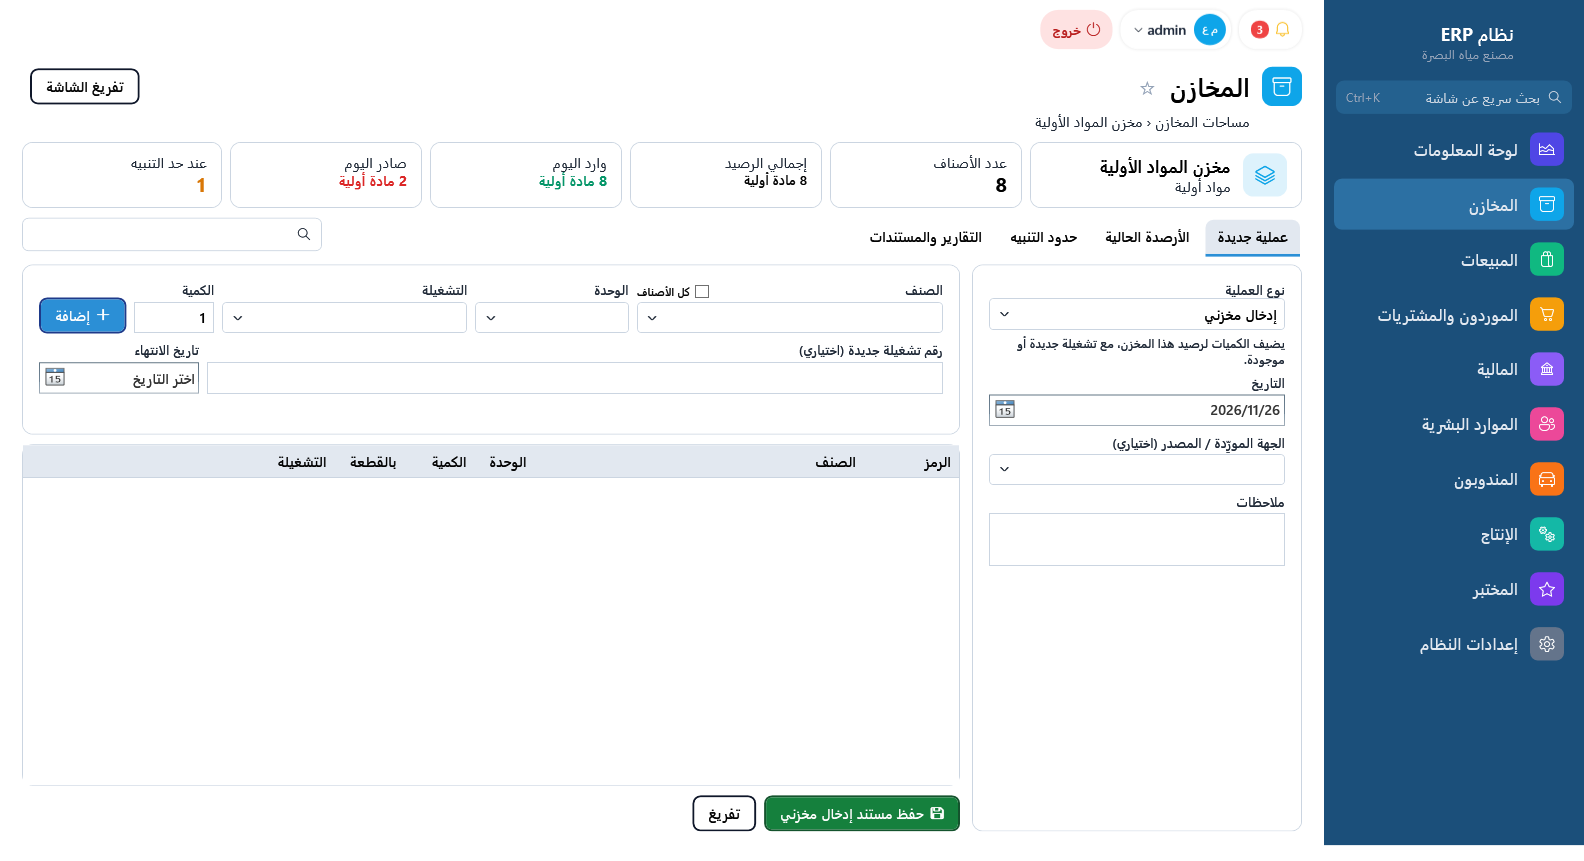 نظام ERP
مصنع مياه البصرة
بحث سريع عن شاشة Ctrl+K
لوحة المعلومات
المخازن
المبيعات
الموردون والمشتريات
المالية
الموارد البشرية
المندوبون
الإنتاج
المختبر
إعدادات النظام
3
م ع admin
خروج
المخازن
مساحات المخازن › مخزن المواد الأولية
تفريغ الشاشة
مخزن المواد الأولية
مواد أولية
عدد الأصناف
8
إجمالي الرصيد
8 مادة أولية
وارد اليوم
8 مادة أولية
صادر اليوم
2 مادة أولية
عند حد التنبيه
1
عملية جديدة
الأرصدة الحالية
حدود التنبيه
التقارير والمستندات
نوع العملية
إدخال مخزني
يضيف الكميات لرصيد هذا المخزن، مع تشغيلة جديدة أو
موجودة.
التاريخ
2026/11/26
15
الجهة المورّدة / المصدر (اختياري)
ملاحظات
الصنف
كل الأصناف
الوحدة
التشغيلة
الكمية
1
إضافة
رقم تشغيلة جديدة (اختياري)
تاريخ الانتهاء
اختر التاريخ
15
الرمز الصنف الوحدة الكمية بالقطعة التشغيلة
حفظ مستند إدخال مخزني
تفريغ